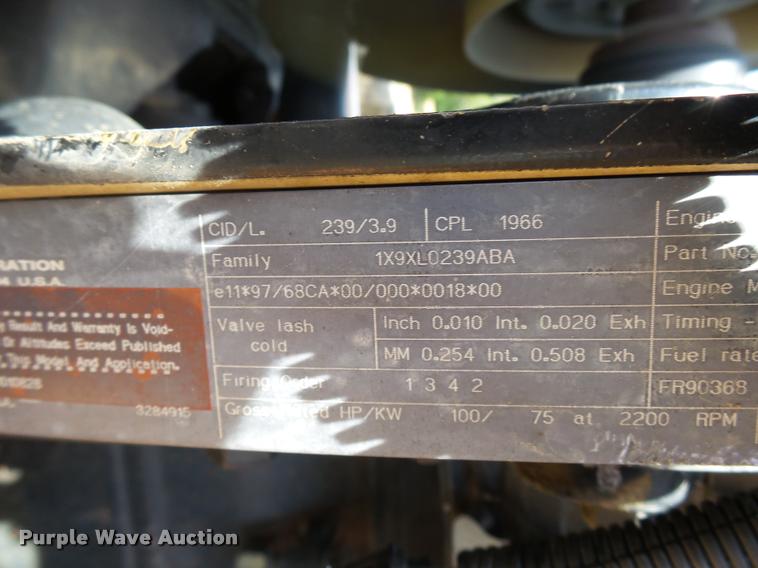 CID/L. 239/3.9 CPL 1966
Family 1X9XL0239ABA Part No.
e11*97/68CA*00/000*0018*00 Engine M
Valve lash cold
Inch 0.010 Int. 0.020 Exh Timing -
MM 0.254 Int. 0.508 Exh Fuel rate
Firing Order 1 3 4 2 FR90368
Gross Rated HP/KW 100/ 75 at 2200 RPM
RATION
U.S.A.
Result And Warranty Is Void-
Or Altitudes Exceed Published
This Model And Application.
3284915
Purple Wave Auction